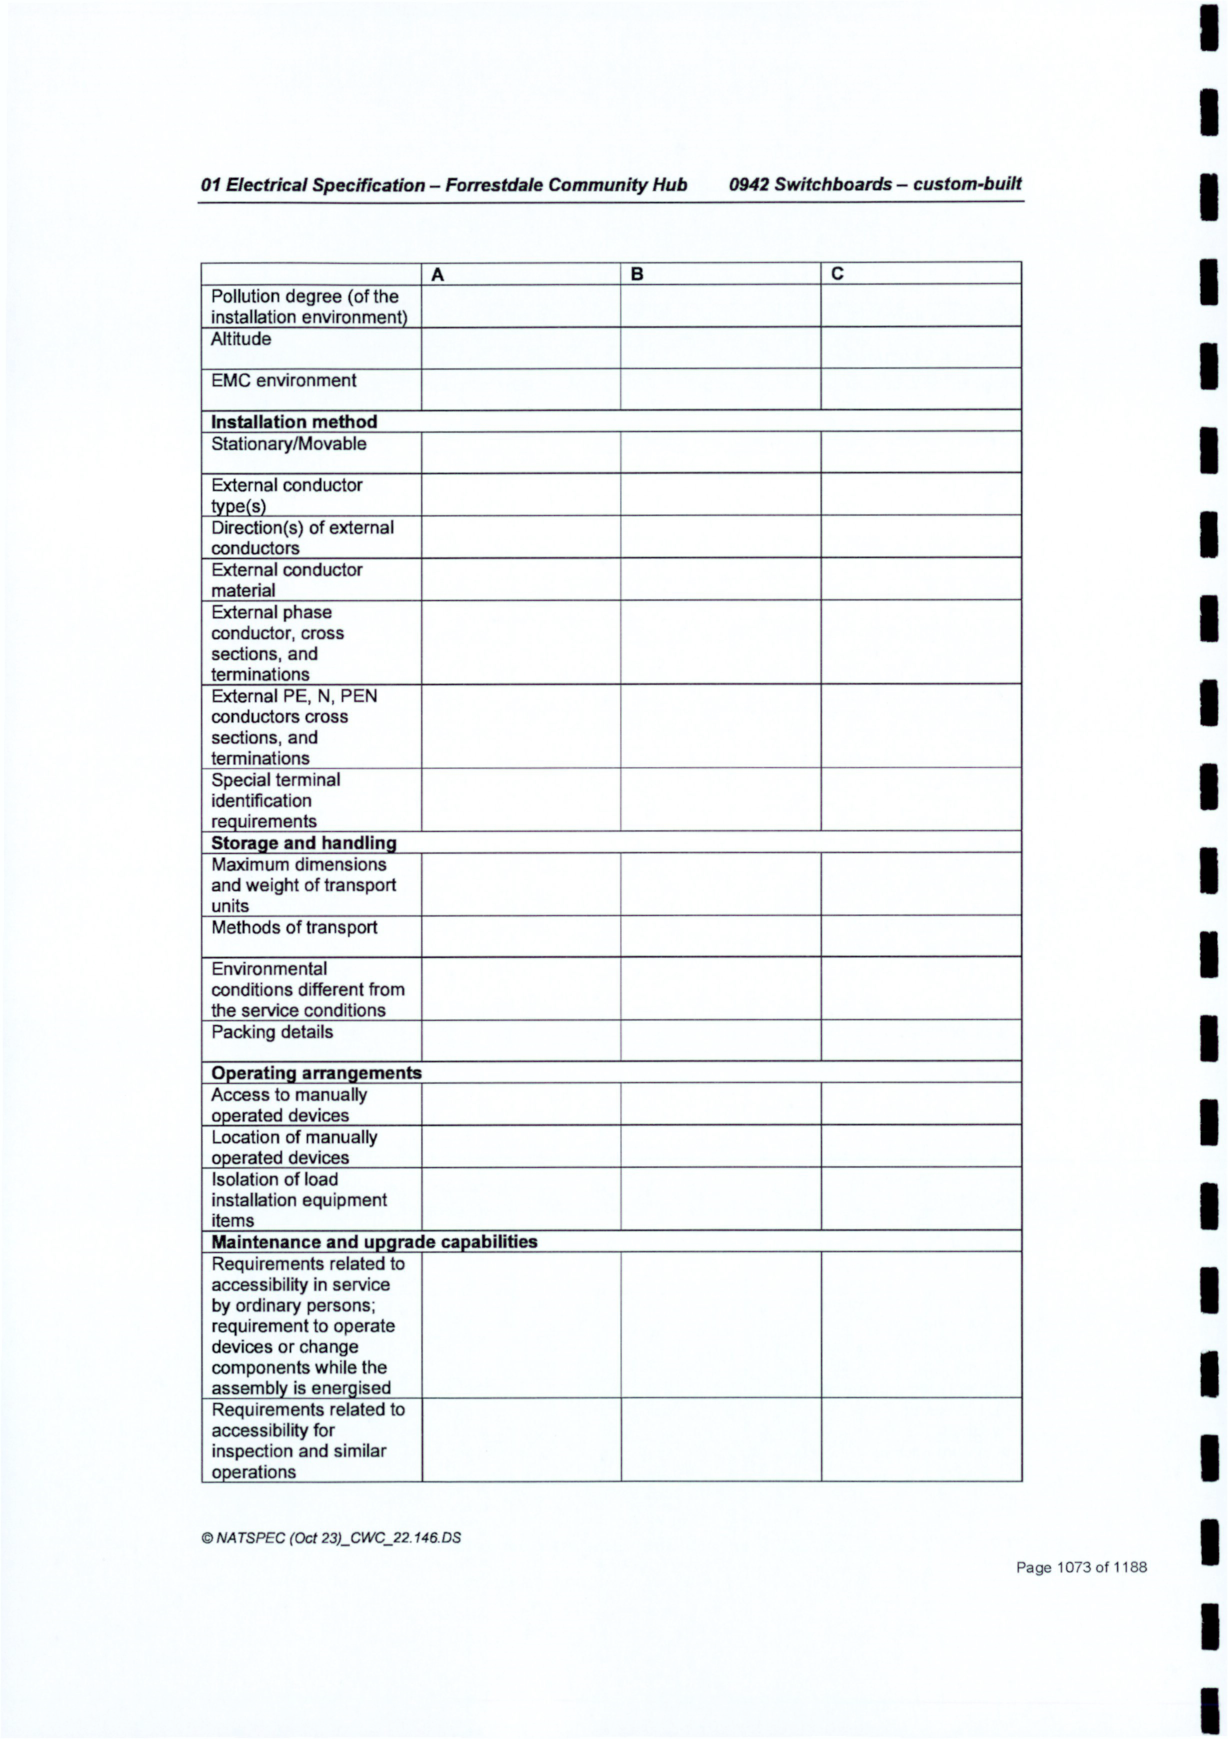 01 Electrical Specification – Forrestdale Community Hub 0942 Switchboards – custom-built
A B C
Pollution degree (of the
installation environment)
Altitude
EMC environment
Installation method
Stationary/Movable
External conductor
type(s)
Direction(s) of external
conductors
External conductor
material
External phase
conductor, cross
sections, and
terminations
External PE, N, PEN
conductors cross
sections, and
terminations
Special terminal
identification
requirements
Storage and handling
Maximum dimensions
and weight of transport
units
Methods of transport
Environmental
conditions different from
the service conditions
Packing details
Operating arrangements
Access to manually
operated devices
Location of manually
operated devices
Isolation of load
installation equipment
items
Maintenance and upgrade capabilities
Requirements related to
accessibility in service
by ordinary persons;
requirement to operate
devices or change
components while the
assembly is energised
Requirements related to
accessibility for
inspection and similar
operations
© NATSPEC (Oct 23)_CWC_22.146.DS
Page 1073 of 1188